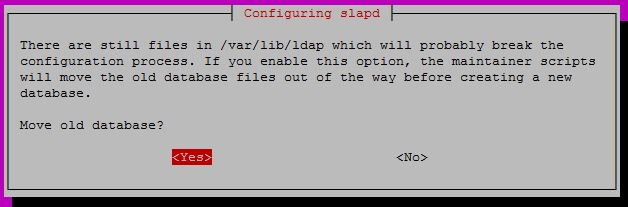 Configuring slapd
There are still files in /var/lib/ldap which will probably break the
configuration process. If you enable this option, the maintainer scripts
will move the old database files out of the way before creating a new
database.
Move old database?
<Yes> <No>